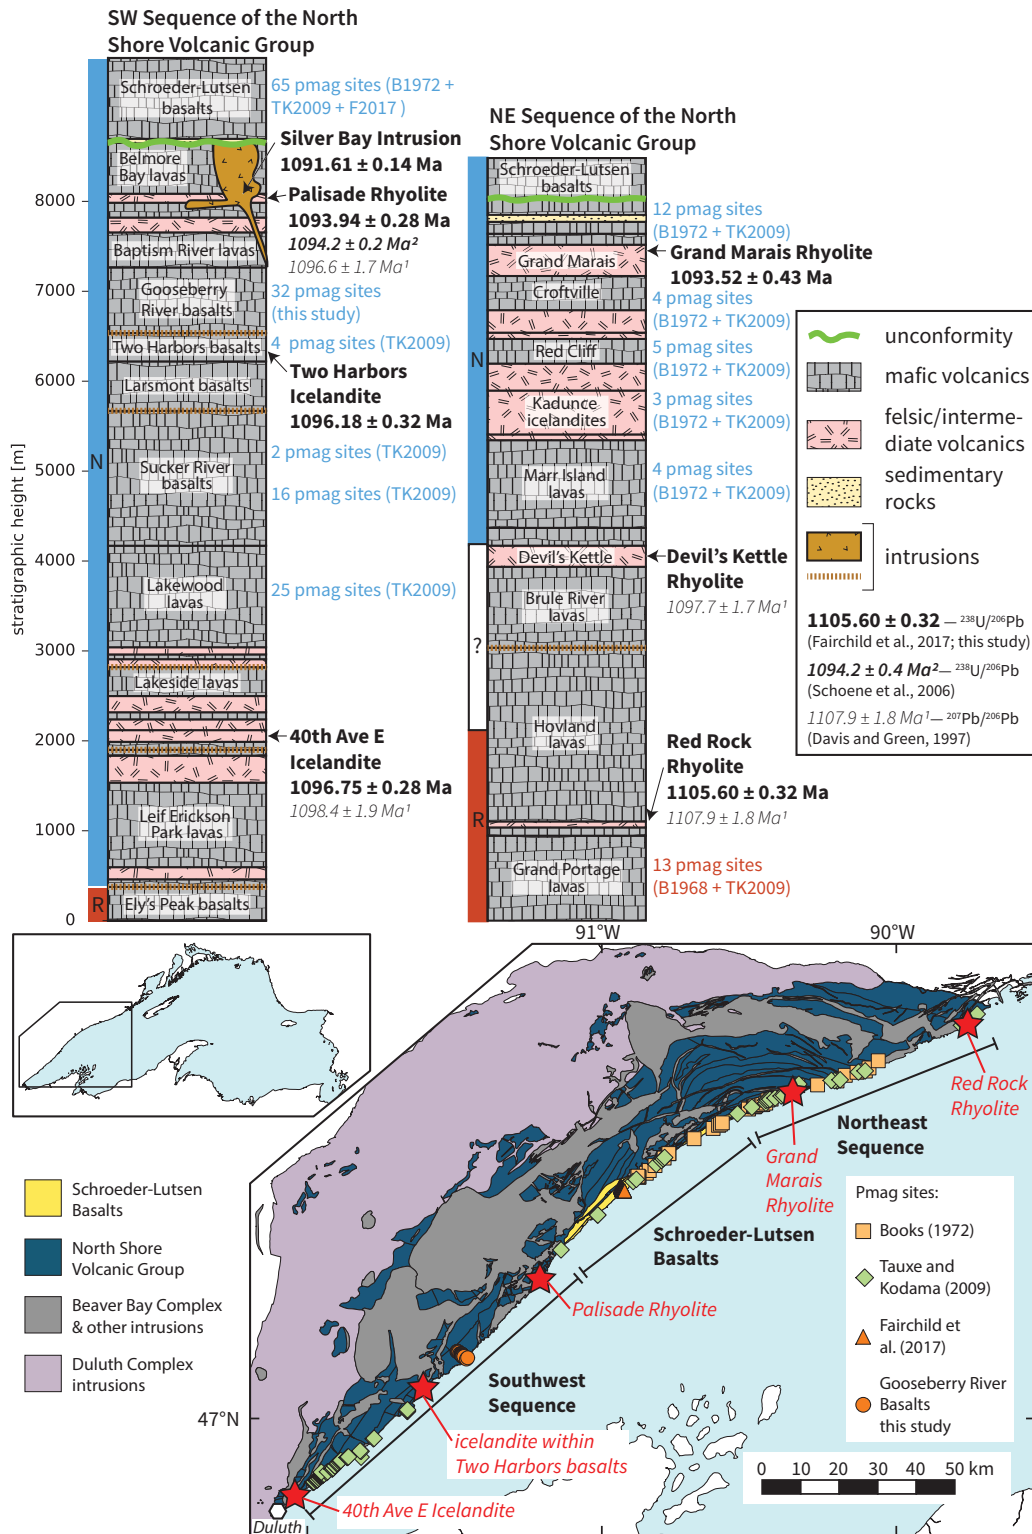 SW Sequence of the North
Shore Volcanic Group
Schroeder-Lutsen
basalts
65 pmag sites (B1972 +
TK2009 + F2017 )
Silver Bay Intrusion
1091.61 ± 0.14 Ma
Belmore
Bay lavas
Palisade Rhyolite
1093.94 ± 0.28 Ma
1094.2 ± 0.2 Ma²
1096.6 ± 1.7 Ma¹
Baptism River lavas
Gooseberry
River basalts
32 pmag sites
(this study)
Two Harbors basalts
4 pmag sites (TK2009)
Two Harbors
Icelandite
1096.18 ± 0.32 Ma
Larsmont basalts
2 pmag sites (TK2009)
Sucker River
basalts
16 pmag sites (TK2009)
Lakewood
lavas
25 pmag sites (TK2009)
Lakeside lavas
40th Ave E
Icelandite
1096.75 ± 0.28 Ma
1098.4 ± 1.9 Ma¹
Leif Erickson
Park lavas
Ely's Peak basalts
N
R
stratigraphic height [m]
8000
7000
6000
5000
4000
3000
2000
1000
0
NE Sequence of the North
Shore Volcanic Group
Schroeder-Lutsen
basalts
12 pmag sites
(B1972 + TK2009)
Grand Marais Rhyolite
1093.52 ± 0.43 Ma
Grand Marais
Croftville
4 pmag sites
(B1972 + TK2009)
Red Cliff
5 pmag sites
(B1972 + TK2009)
Kadunce
icelandites
3 pmag sites
(B1972 + TK2009)
Marr Island
lavas
4 pmag sites
(B1972 + TK2009)
Devil's Kettle
Devil's Kettle
Rhyolite
1097.7 ± 1.7 Ma¹
Brule River
lavas
Hovland
lavas
Red Rock
Rhyolite
1105.60 ± 0.32 Ma
1107.9 ± 1.8 Ma¹
Grand Portage
lavas
13 pmag sites
(B1968 + TK2009)
N
?
R
unconformity
mafic volcanics
felsic/interme-
diate volcanics
sedimentary
rocks
intrusions
1105.60 ± 0.32 — ²³⁸U/²⁰⁶Pb
(Fairchild et al., 2017; this study)
1094.2 ± 0.4 Ma² — ²³⁸U/²⁰⁶Pb
(Schoene et al., 2006)
1107.9 ± 1.8 Ma¹ — ²⁰⁷Pb/²⁰⁶Pb
(Davis and Green, 1997)
91°W
90°W
47°N
Red Rock
Rhyolite
Northeast
Sequence
Grand
Marais
Rhyolite
Schroeder-Lutsen
Basalts
Palisade Rhyolite
Southwest
Sequence
icelandite within
Two Harbors basalts
40th Ave E Icelandite
Duluth
Schroeder-Lutsen
Basalts
North Shore
Volcanic Group
Beaver Bay Complex
& other intrusions
Duluth Complex
intrusions
Pmag sites:
Books (1972)
Tauxe and
Kodama (2009)
Fairchild et
al. (2017)
Gooseberry River
Basalts
this study
0 10 20 30 40 50 km